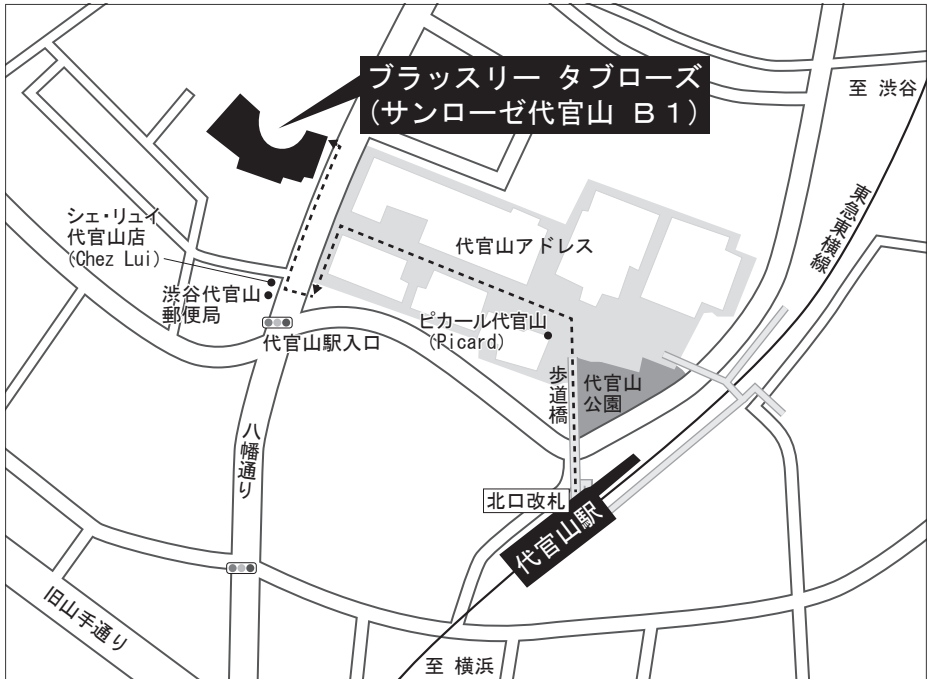 ブラッスリー タブローズ
(サンローゼ代官山 B1)
至 渋谷
東急東横線
シェ・リュイ
代官山店
(Chez Lui)
代官山アドレス
渋谷代官山
郵便局
ピカール代官山
(Picard)
代官山駅入口
歩道橋
代官山
公園
八幡通り
北口改札
代官山駅
旧山手通り
至 横浜